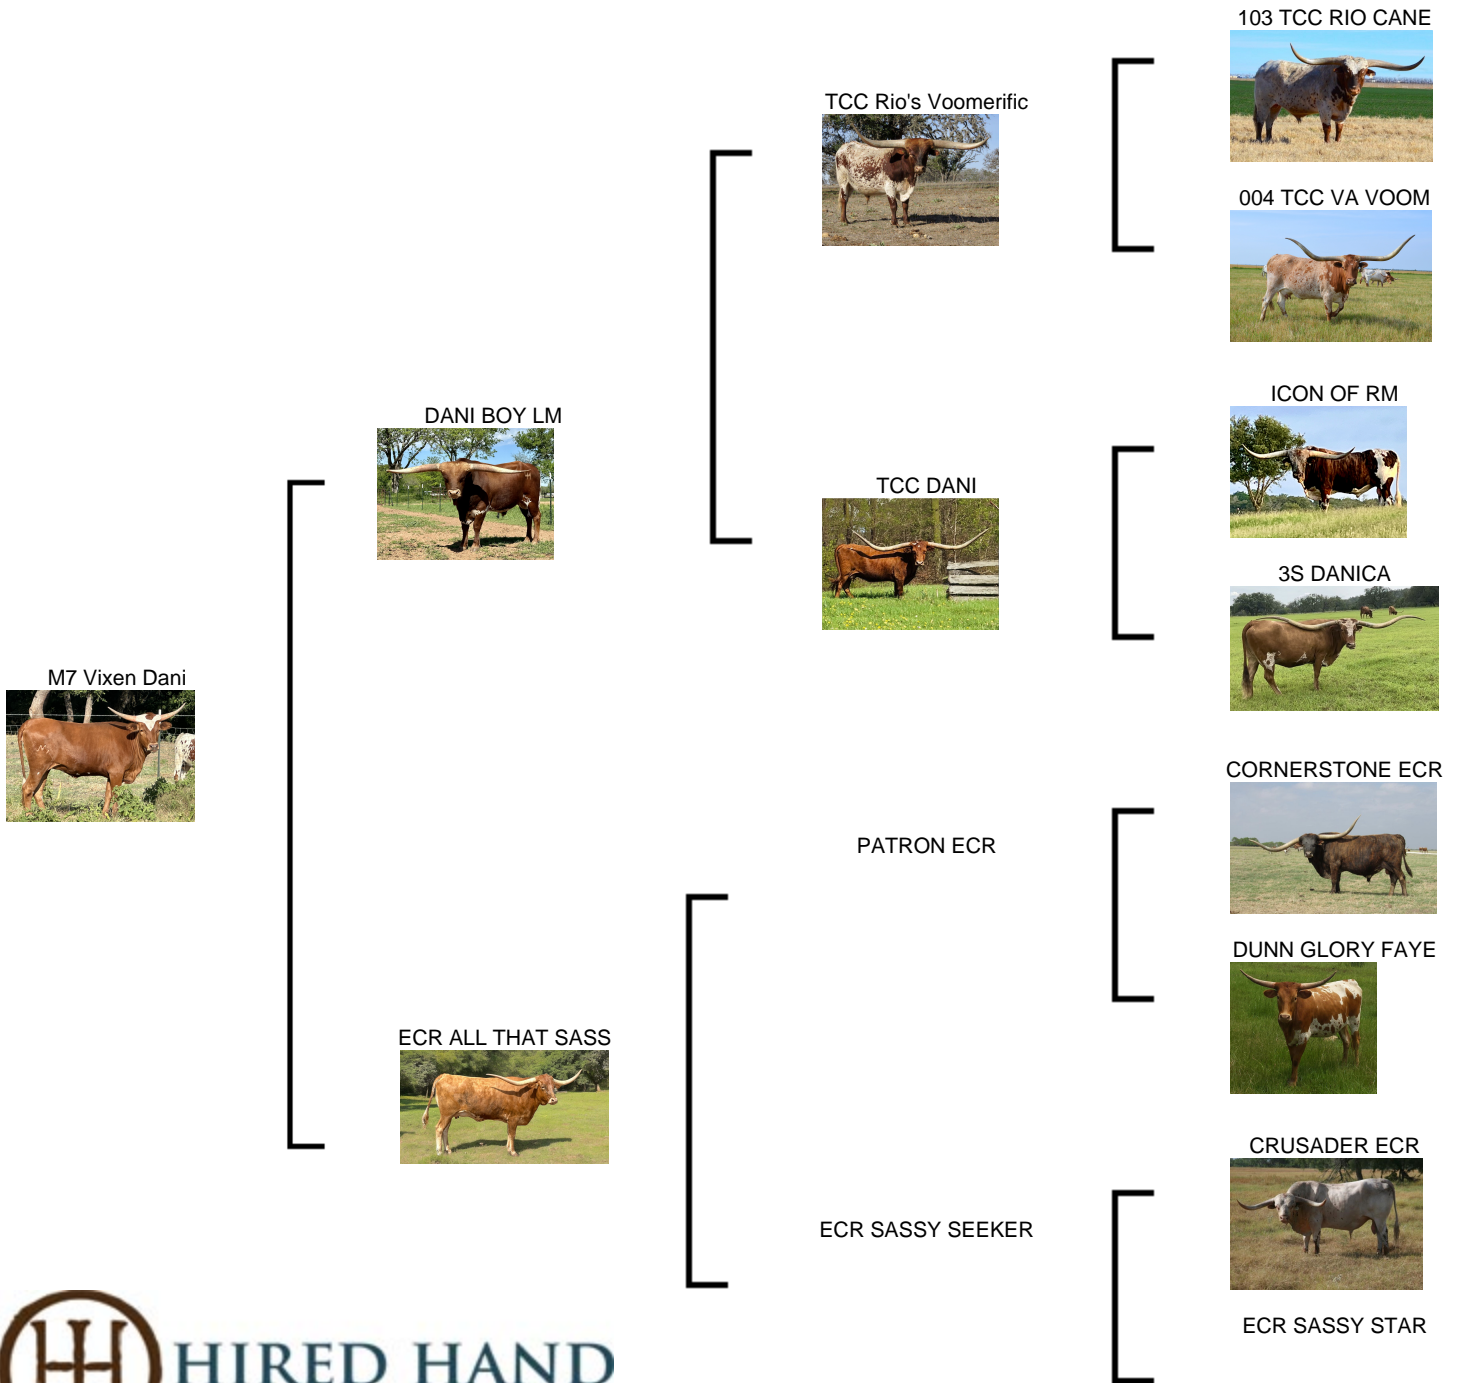 103 TCC RIO CANE
TCC Rio's Voomerific
004 TCC VA VOOM
ICON OF RM
DANI BOY LM
TCC DANI
3S DANICA
M7 Vixen Dani
CORNERSTONE ECR
PATRON ECR
DUNN GLORY FAYE
ECR ALL THAT SASS
CRUSADER ECR
ECR SASSY SEEKER
ECR SASSY STAR
HIRED HAND